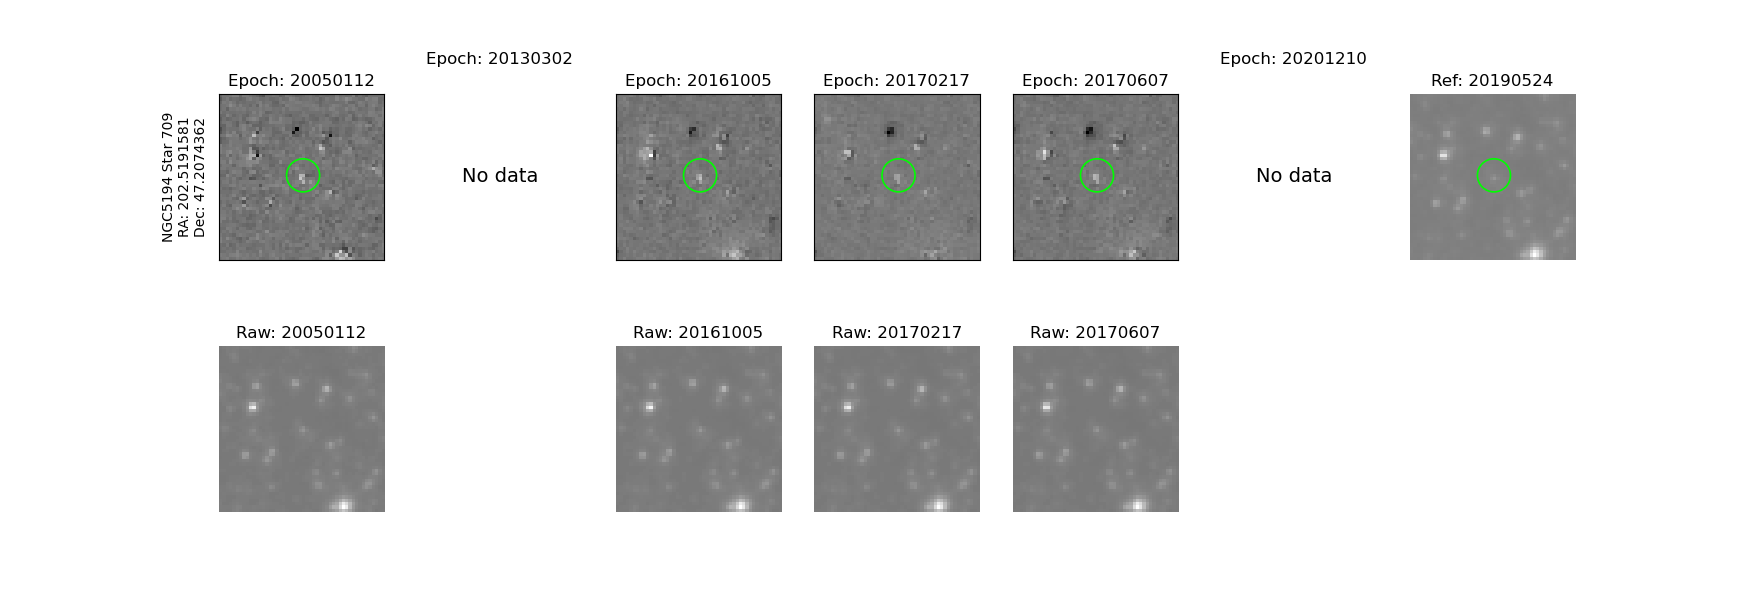 Epoch: 20130302
Epoch: 20201210
Epoch: 20050112
Epoch: 20161005
Epoch: 20170217
Epoch: 20170607
Ref: 20190524
NGC5194 Star 709
RA: 202.5191581
Dec: 47.2074362
No data
No data
Raw: 20050112
Raw: 20161005
Raw: 20170217
Raw: 20170607